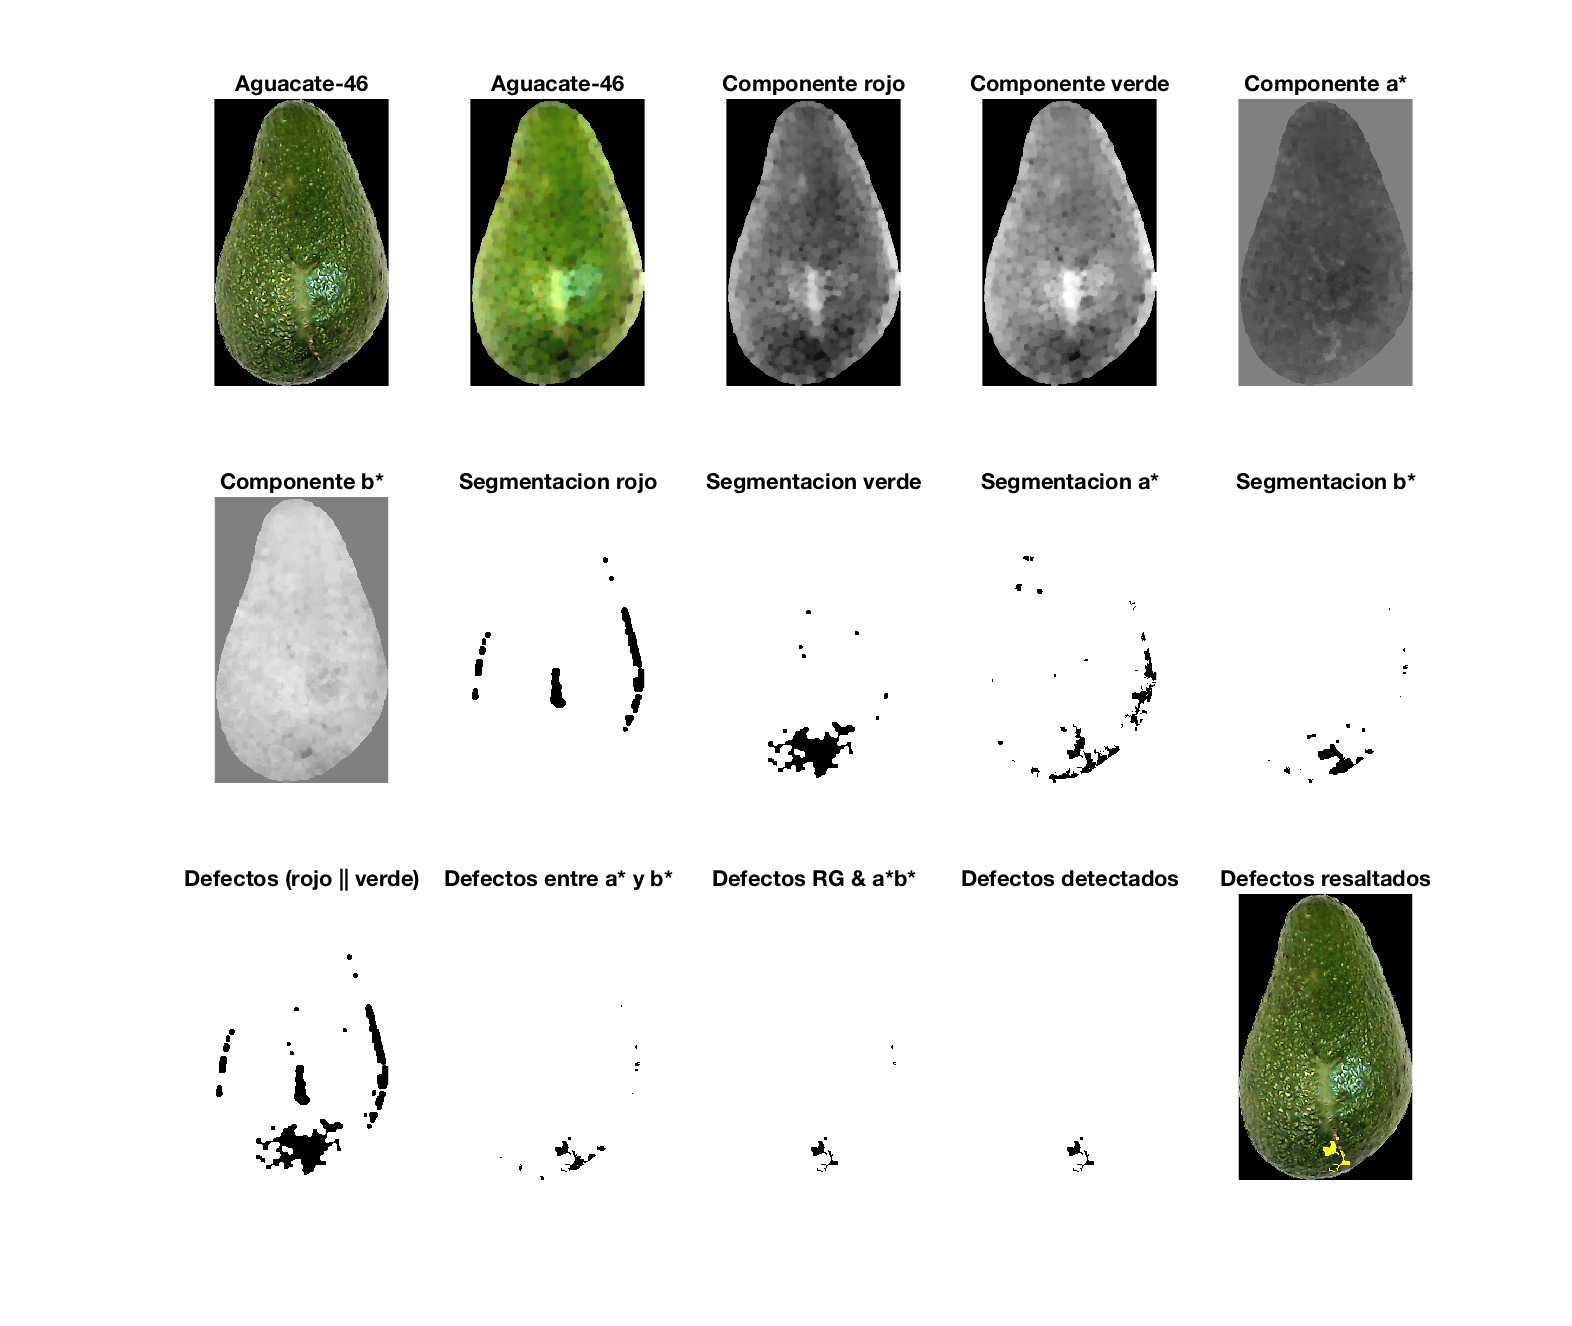 Aguacate-46
Aguacate-46
Componente rojo
Componente verde
Componente a*
Componente b*
Segmentacion rojo
Segmentacion verde
Segmentacion a*
Segmentacion b*
Defectos (rojo || verde)
Defectos entre a* y b*
Defectos RG & a*b*
Defectos detectados
Defectos resaltados